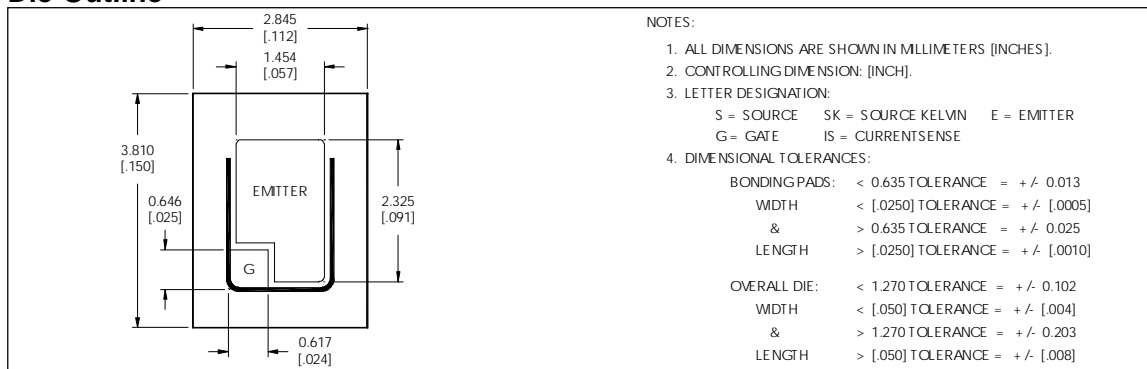 2.845
[.112]
1.454
[.057]
3.810
[.150]
0.646
[.025]
EMITTER
2.325
[.091]
G
0.617
[.024]
NOTES:
1. ALL DIMENSIONS ARE SHOWN IN MILLIMETERS [INCHES].
2. CONTROLLING DIMENSION: [INCH].
3. LETTER DESIGNATION:
S = SOURCE SK = SOURCE KELVIN E = EMITTER
G = GATE IS = CURRENT SENSE
4. DIMENSIONAL TOLERANCES:
BONDING PADS: < 0.635 TOLERANCE = + /- 0.013
WIDTH < [.0250] TOLERANCE = + /- [.0005]
& > 0.635 TOLERANCE = + /- 0.025
LENGTH > [.0250] TOLERANCE = + /- [.0010]
OVERALL DIE: < 1.270 TOLERANCE = + /- 0.102
WIDTH < [.050] TOLERANCE = + /- [.004]
& > 1.270 TOLERANCE = + /- 0.203
LENGTH > [.050] TOLERANCE = + /- [.008]